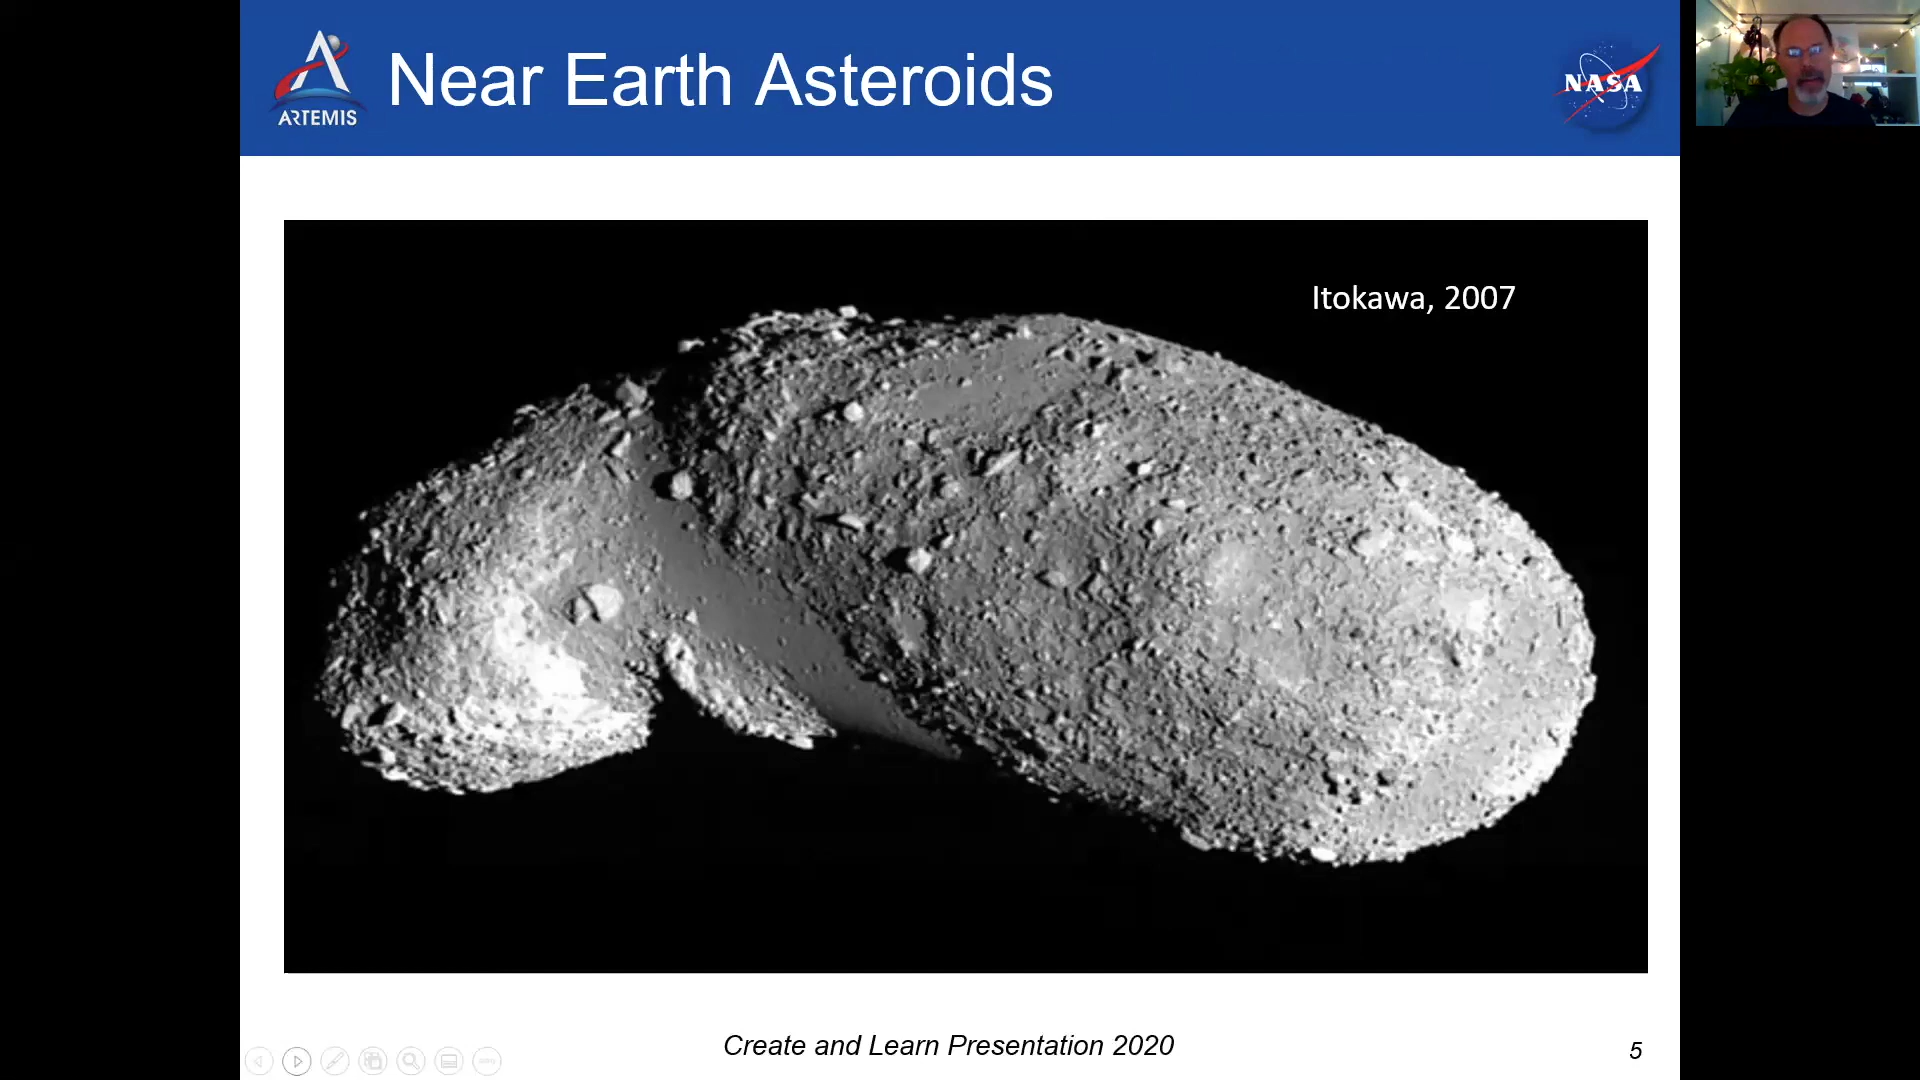 ARTEMIS
Near Earth Asteroids
NASA
Itokawa, 2007
Create and Learn Presentation 2020
5